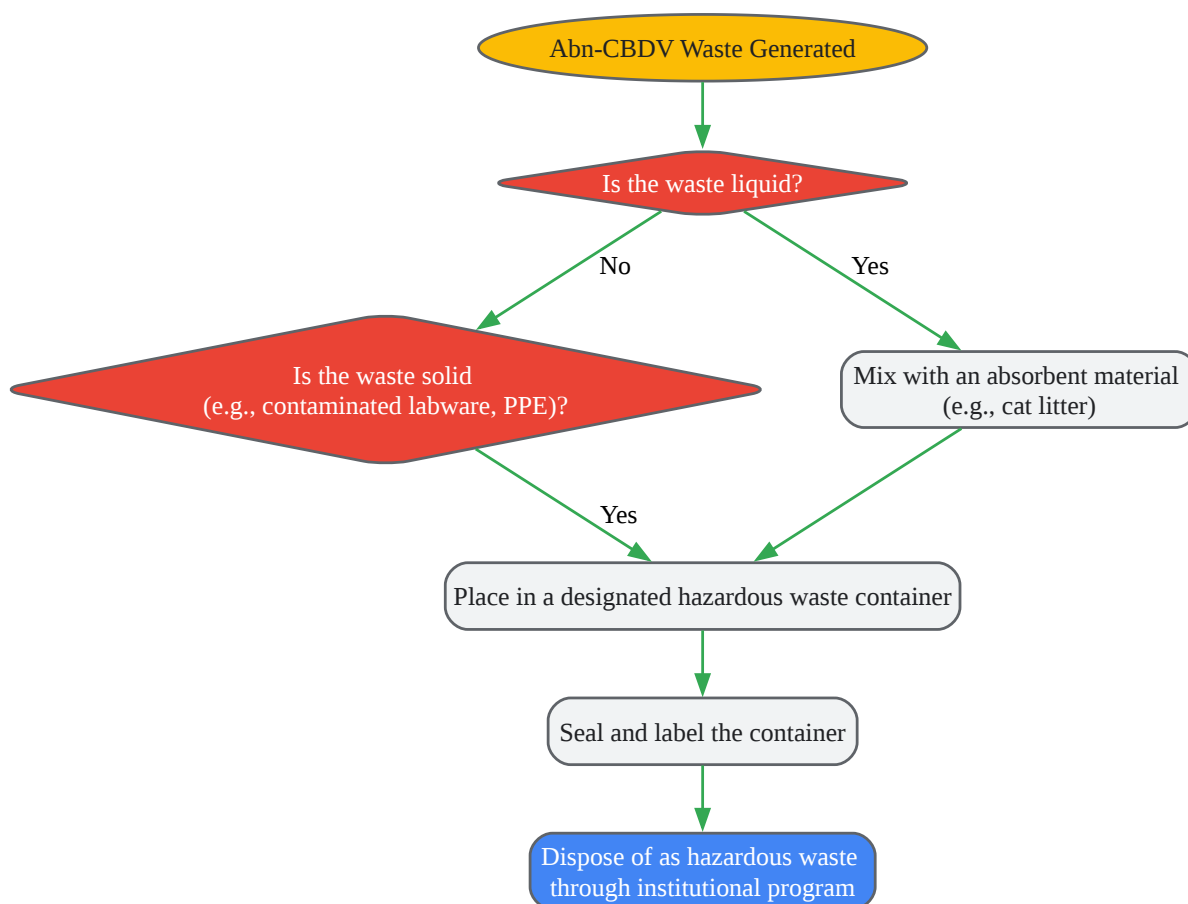 Abn-CBDV Waste Generated
Is the waste liquid?
No
Yes
Is the waste solid
(e.g., contaminated labware, PPE)?
Mix with an absorbent material
(e.g., cat litter)
Yes
Place in a designated hazardous waste container
Seal and label the container
Dispose of as hazardous waste
through institutional program